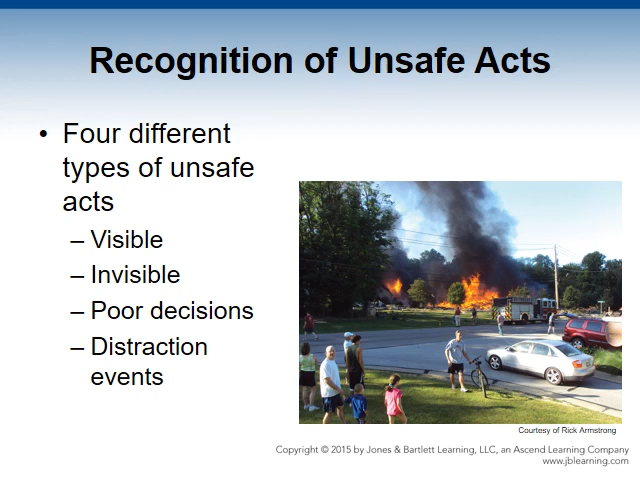 Recognition of Unsafe Acts
• Four different
types of unsafe
acts
– Visible
– Invisible
– Poor decisions
– Distraction
events
Courtesy of Rick Armstrong
Copyright © 2015 by Jones & Bartlett Learning, LLC, an Ascend Learning Company
www.jblearning.com